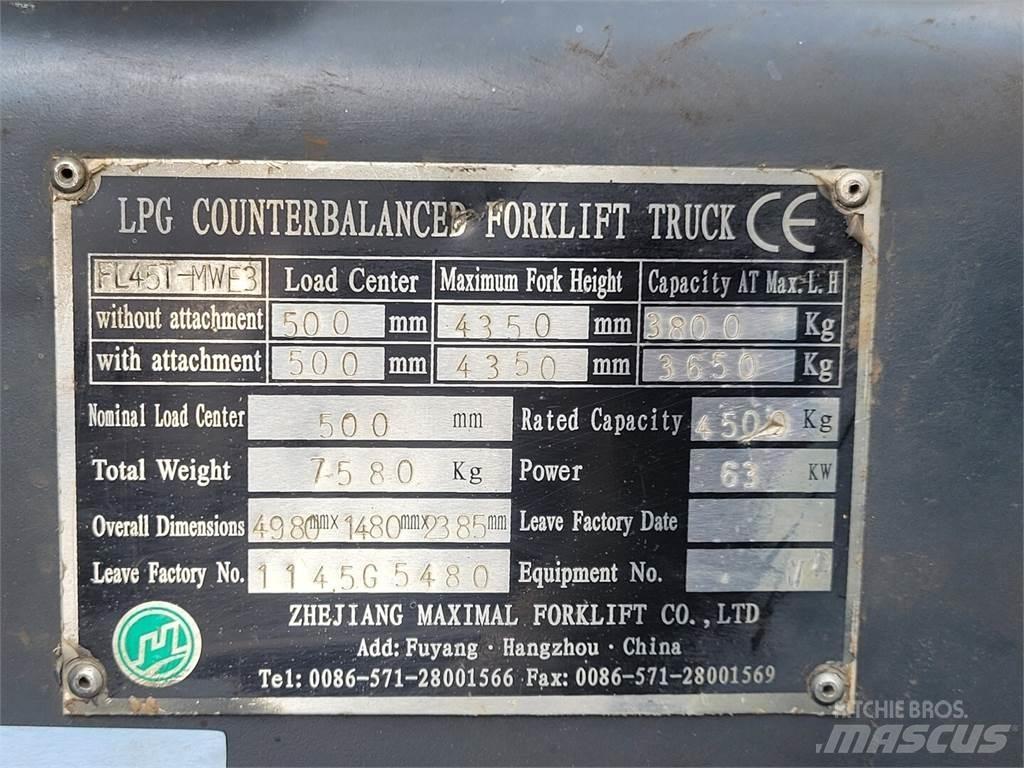 LPG COUNTERBALANCED FORKLIFT TRUCK CE
FL45T-MWE3 Load Center Maximum Fork Height Capacity AT Max. L. H
without attachment 500 mm 4350 mm 3800 Kg
with attachment 500 mm 4350 mm 3650 Kg
Nominal Load Center 500 mm Rated Capacity 4500 Kg
Total Weight 7580 Kg Power 63 KW
Overall Dimensions 4980mm×1480mm×2385mm Leave Factory Date
Leave Factory No. 1145G5480 Equipment No.
ZHEJIANG MAXIMAL FORKLIFT CO., LTD
Add: Fuyang · Hangzhou · China
Tel: 0086-571-28001566 Fax: 0086-571-28001569
RITCHIE BROS.
MASCUS